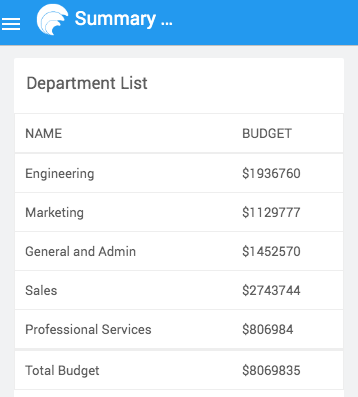 Summary ...
Department List
NAME BUDGET
Engineering $1936760
Marketing $1129777
General and Admin $1452570
Sales $2743744
Professional Services $806984
Total Budget $8069835